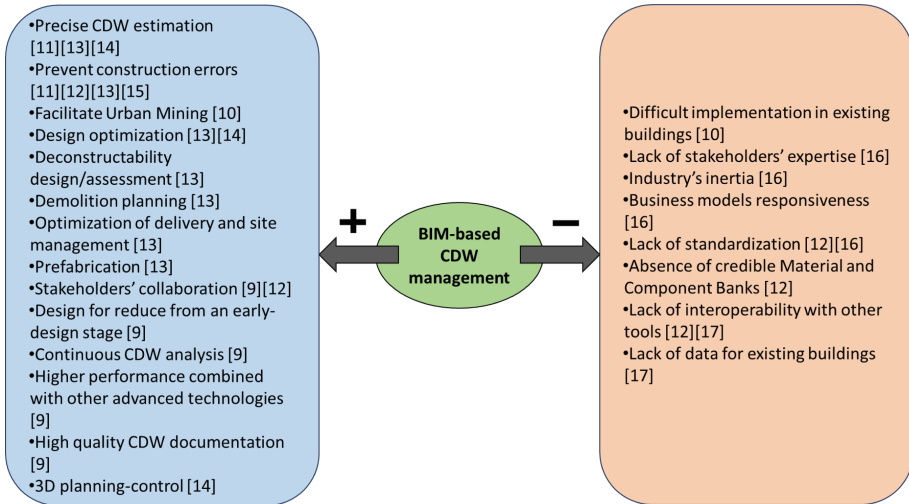 •Precise CDW estimation
[11][13][14]
•Prevent construction errors
[11][12][13][15]
•Facilitate Urban Mining [10]
•Design optimization [13][14]
•Deconstructability
design/assessment [13]
•Demolition planning [13]
•Optimization of delivery and site
management [13]
•Prefabrication [13]
•Stakeholders’ collaboration [9][12]
•Design for reduce from an early-
design stage [9]
•Continuous CDW analysis [9]
•Higher performance combined
with other advanced technologies
[9]
•High quality CDW documentation
[9]
•3D planning-control [14]
+
BIM-based
CDW
management
–
•Difficult implementation in existing
buildings [10]
•Lack of stakeholders’ expertise [16]
•Industry’s inertia [16]
•Business models responsiveness
[16]
•Lack of standardization [12][16]
•Absence of credible Material and
Component Banks [12]
•Lack of interoperability with other
tools [12][17]
•Lack of data for existing buildings
[17]